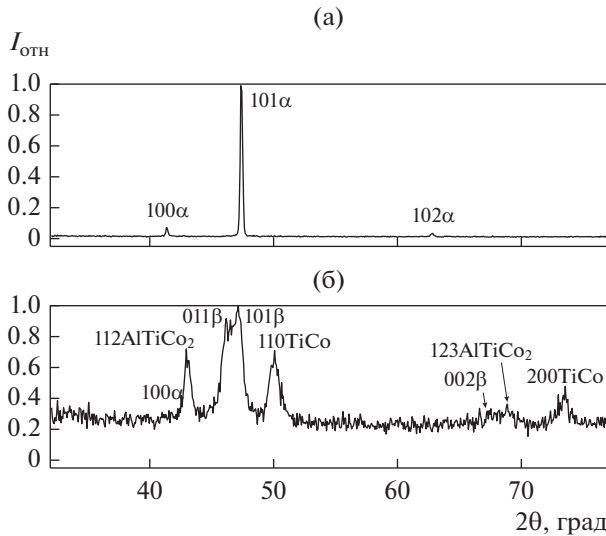 (а)
Iотн
1.0
0.8
0.6
0.4
0.2
0
100α
101α
102α
(б)
1.0
0.8
0.6
0.4
0.2
0
011β
101β
112AlTiCo₂
110TiCo
100α
123AlTiCo₂
002β
200TiCo
40
50
60
70
2θ, град